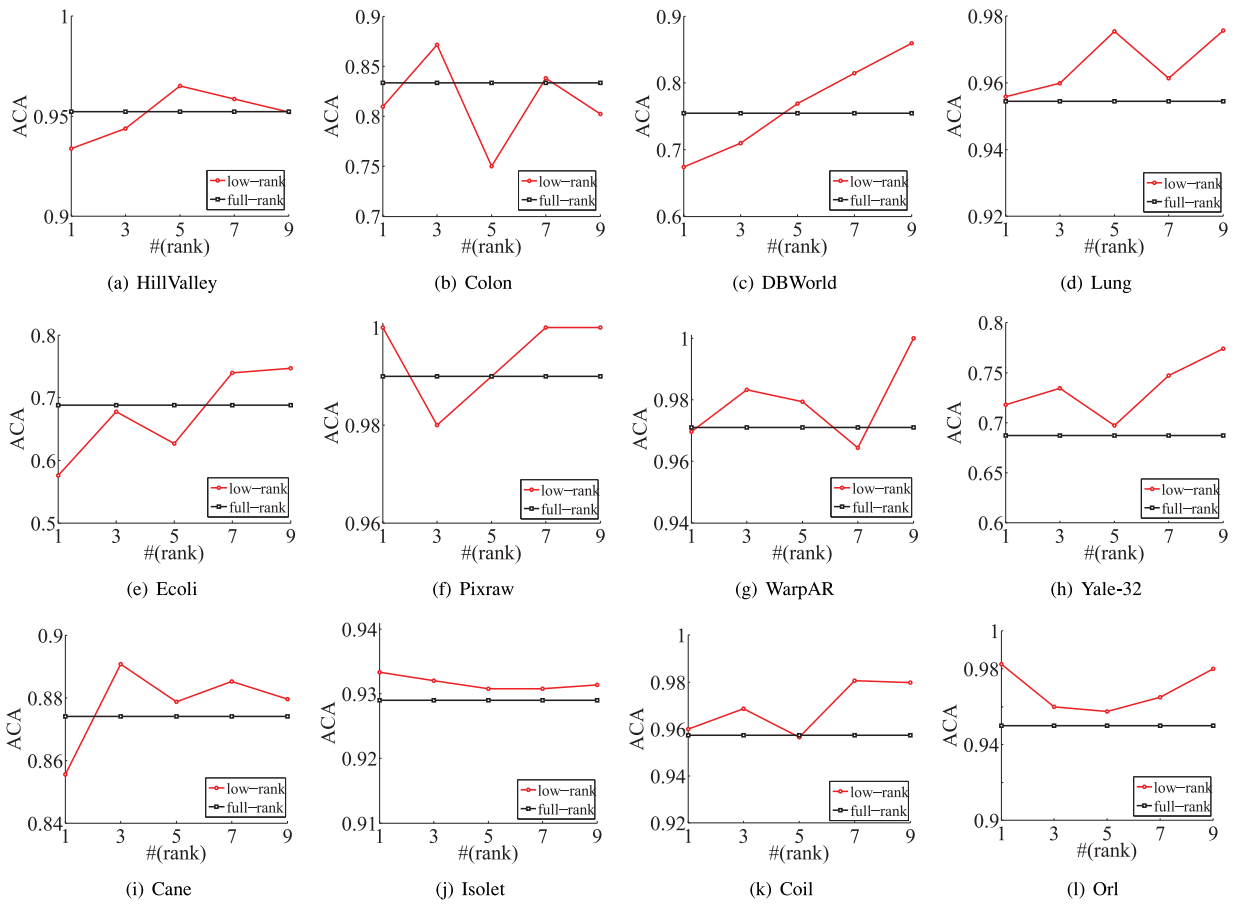 1
0.95
0.9
ACA
1 3 5 7 9
#(rank)
low−rank
full−rank
(a) HillValley
0.9
0.85
0.8
0.75
0.7
ACA
1 3 5 7 9
#(rank)
low−rank
full−rank
(b) Colon
0.9
0.8
0.7
0.6
ACA
1 3 5 7 9
#(rank)
low−rank
full−rank
(c) DBWorld
0.98
0.96
0.94
0.92
ACA
1 3 5 7 9
#(rank)
low−rank
full−rank
(d) Lung
0.8
0.7
0.6
0.5
ACA
1 3 5 7 9
#(rank)
low−rank
full−rank
(e) Ecoli
1
0.98
0.96
ACA
1 3 5 7 9
#(rank)
low−rank
full−rank
(f) Pixraw
1
0.98
0.96
0.94
ACA
1 3 5 7 9
#(rank)
low−rank
full−rank
(g) WarpAR
0.8
0.75
0.7
0.65
0.6
ACA
1 3 5 7 9
#(rank)
low−rank
full−rank
(h) Yale-32
0.9
0.88
0.86
0.84
ACA
1 3 5 7 9
#(rank)
low−rank
full−rank
(i) Cane
0.94
0.93
0.92
0.91
ACA
1 3 5 7 9
#(rank)
low−rank
full−rank
(j) Isolet
1
0.98
0.96
0.94
0.92
ACA
1 3 5 7 9
#(rank)
low−rank
full−rank
(k) Coil
1
0.98
0.94
0.9
ACA
1 3 5 7 9
#(rank)
low−rank
full−rank
(l) Orl